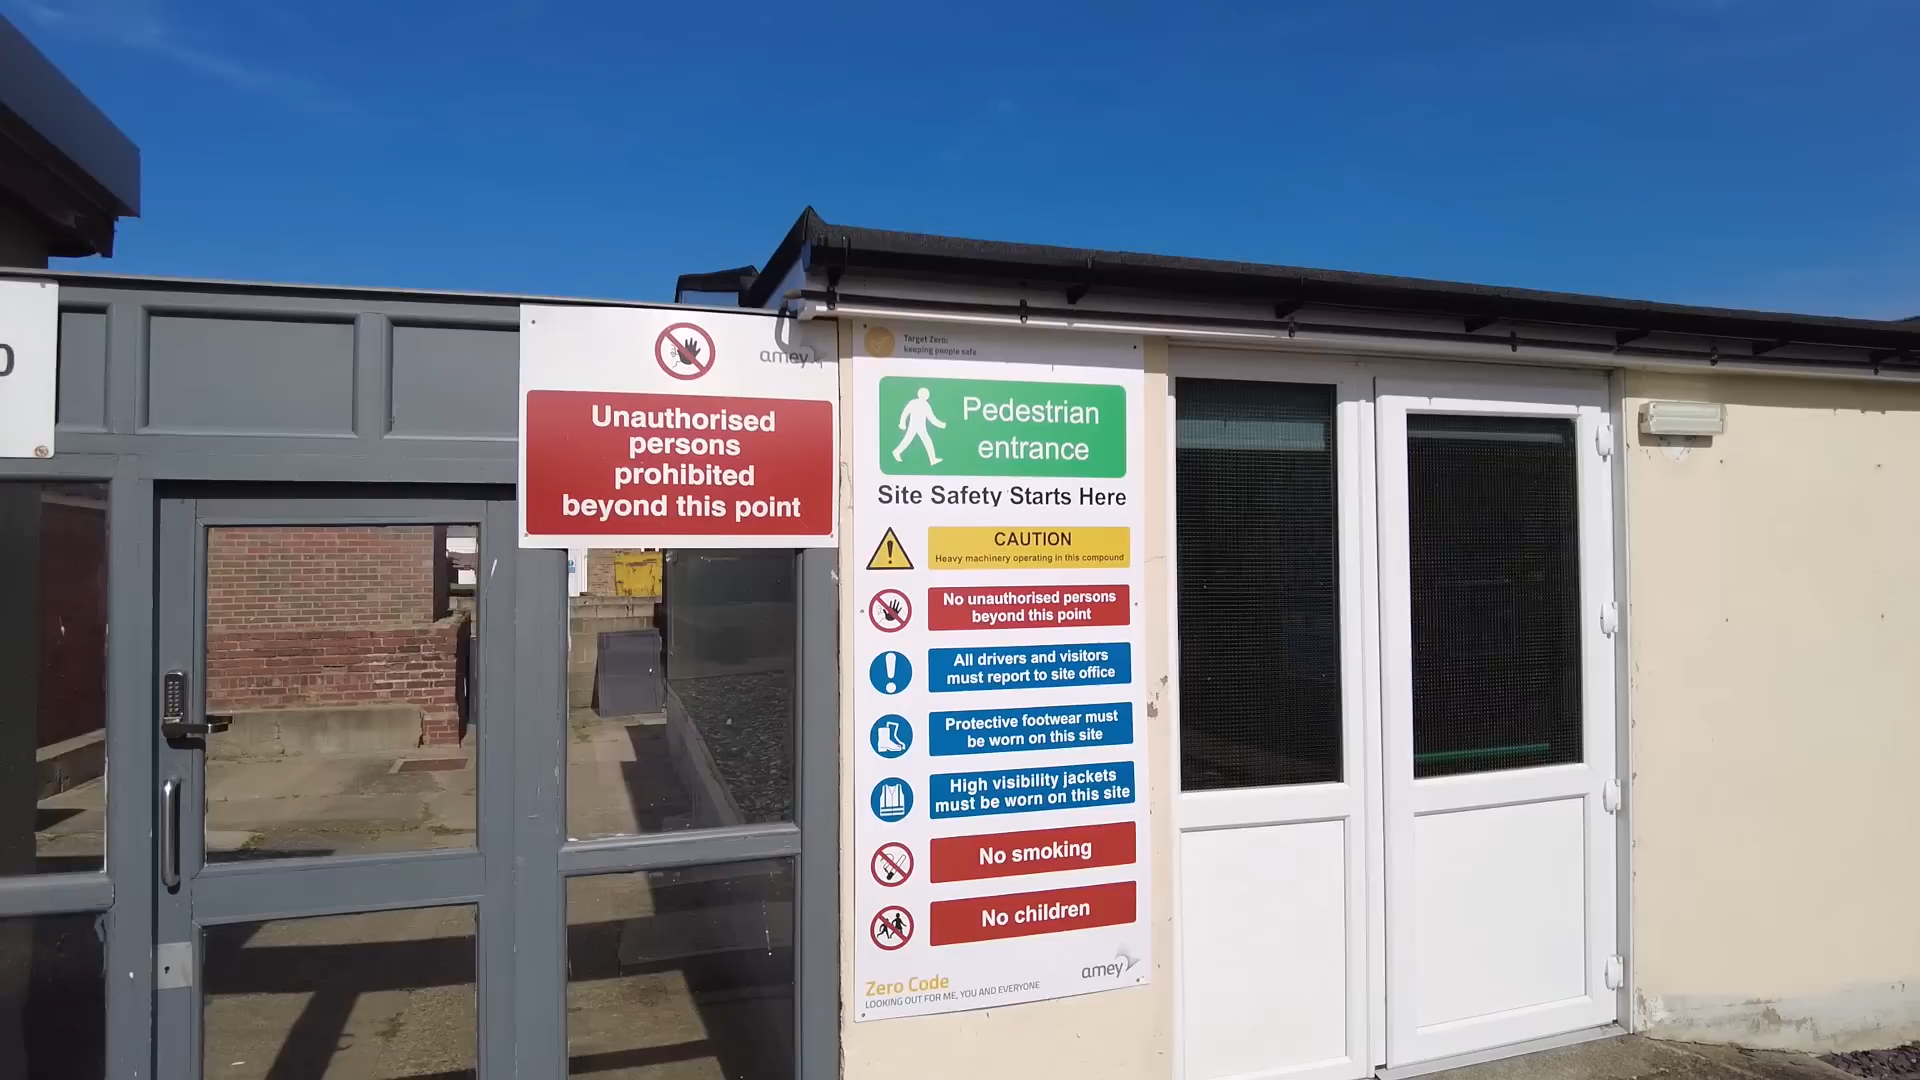 amey
Unauthorised
persons
prohibited
beyond this point
Target Zero:
keeping people safe
Pedestrian
entrance
Site Safety Starts Here
CAUTION
Heavy machinery operating in this compound
No unauthorised persons
beyond this point
All drivers and visitors
must report to site office
Protective footwear must
be worn on this site
High visibility jackets
must be worn on this site
No smoking
No children
Zero Code
LOOKING OUT FOR ME, YOU AND EVERYONE
amey